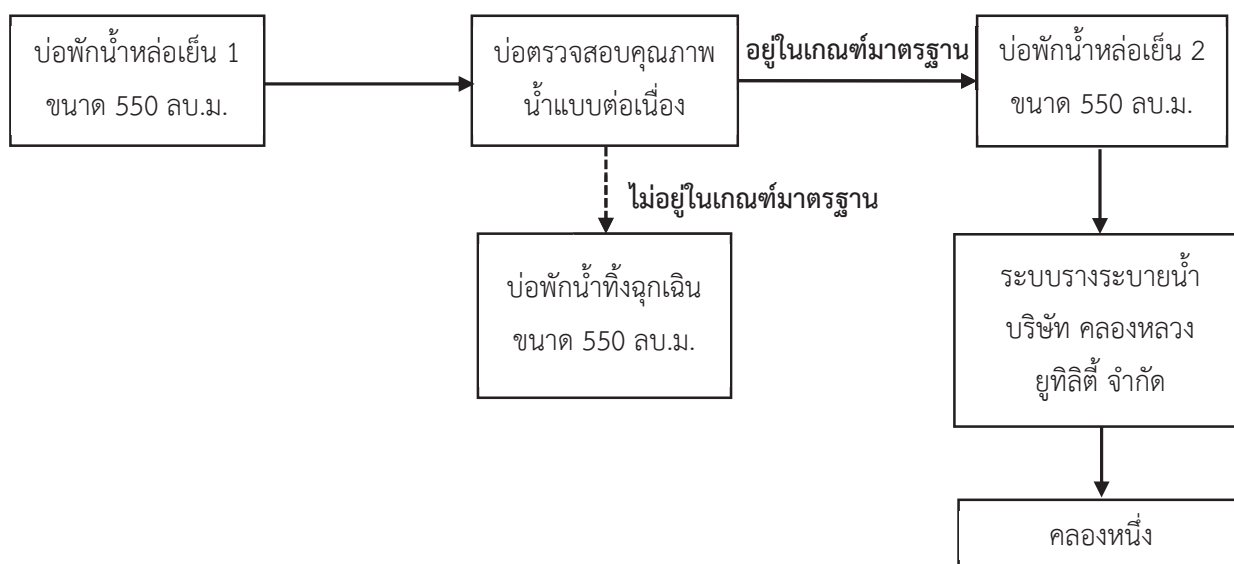 บ่อพักน้ำหล่อเย็น 1
ขนาด 550 ลบ.ม.
บ่อตรวจสอบคุณภาพ
น้ำแบบต่อเนื่อง
อยู่ในเกณฑ์มาตรฐาน
บ่อพักน้ำหล่อเย็น 2
ขนาด 550 ลบ.ม.
ไม่อยู่ในเกณฑ์มาตรฐาน
บ่อพักน้ำทิ้งฉุกเฉิน
ขนาด 550 ลบ.ม.
ระบบรางระบายน้ำ
บริษัท คลองหลวง
ยูทิลิตี้ จำกัด
คลองหนึ่ง